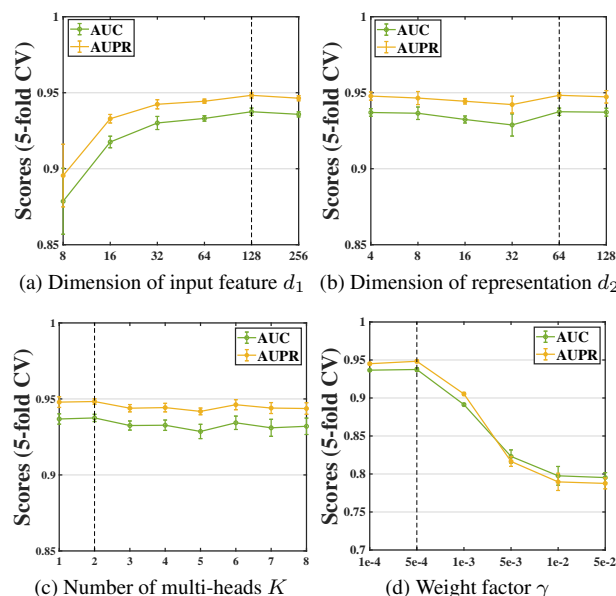 AUC
AUPR
Scores (5-fold CV)
1
0.95
0.9
0.85
8 16 32 64 128 256
(a) Dimension of input feature d₁
AUC
AUPR
Scores (5-fold CV)
1
0.95
0.9
0.85
4 8 16 32 64 128
(b) Dimension of representation d₂
AUC
AUPR
Scores (5-fold CV)
1
0.95
0.9
0.85
1 2 3 4 5 6 7 8
(c) Number of multi-heads K
AUC
AUPR
Scores (5-fold CV)
1
0.95
0.9
0.85
0.8
0.75
0.7
1e-4 5e-4 1e-3 5e-3 1e-2 5e-2
(d) Weight factor γ